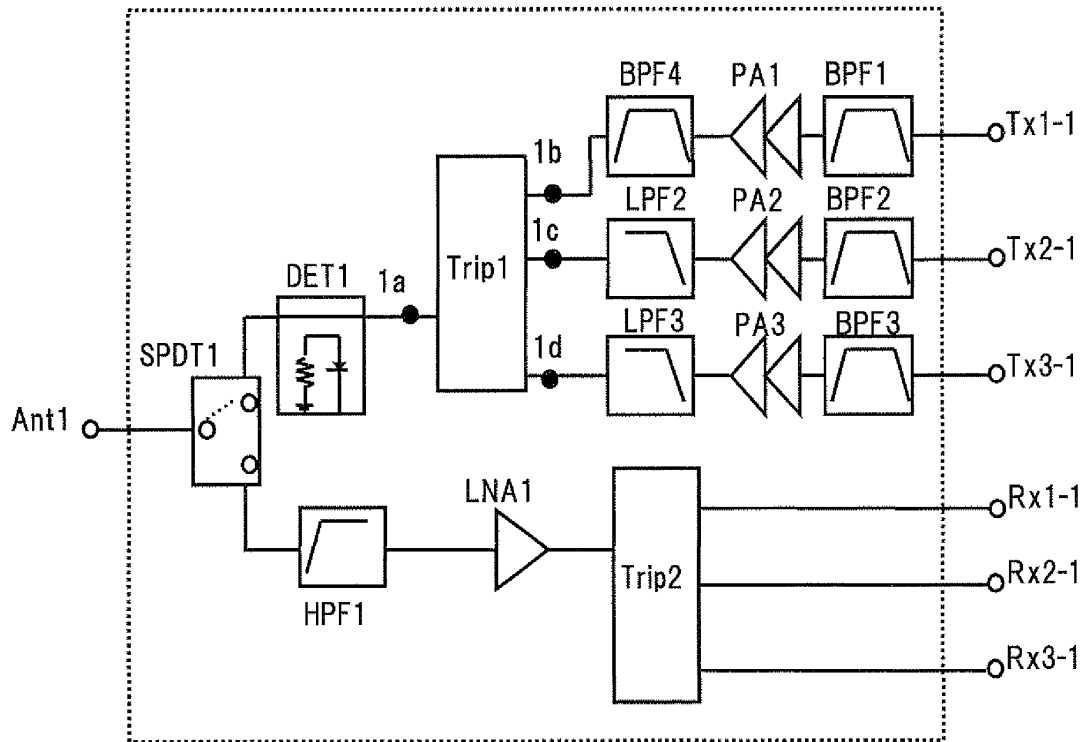 BPF4 PA1 BPF1
Tx1-1
1b
LPF2 PA2 BPF2
1c
Tx2-1
Trip1
DET1
1a
LPF3 PA3 BPF3
1d
Tx3-1
SPDT1
Ant1
LNA1
Rx1-1
Trip2
Rx2-1
HPF1
Rx3-1